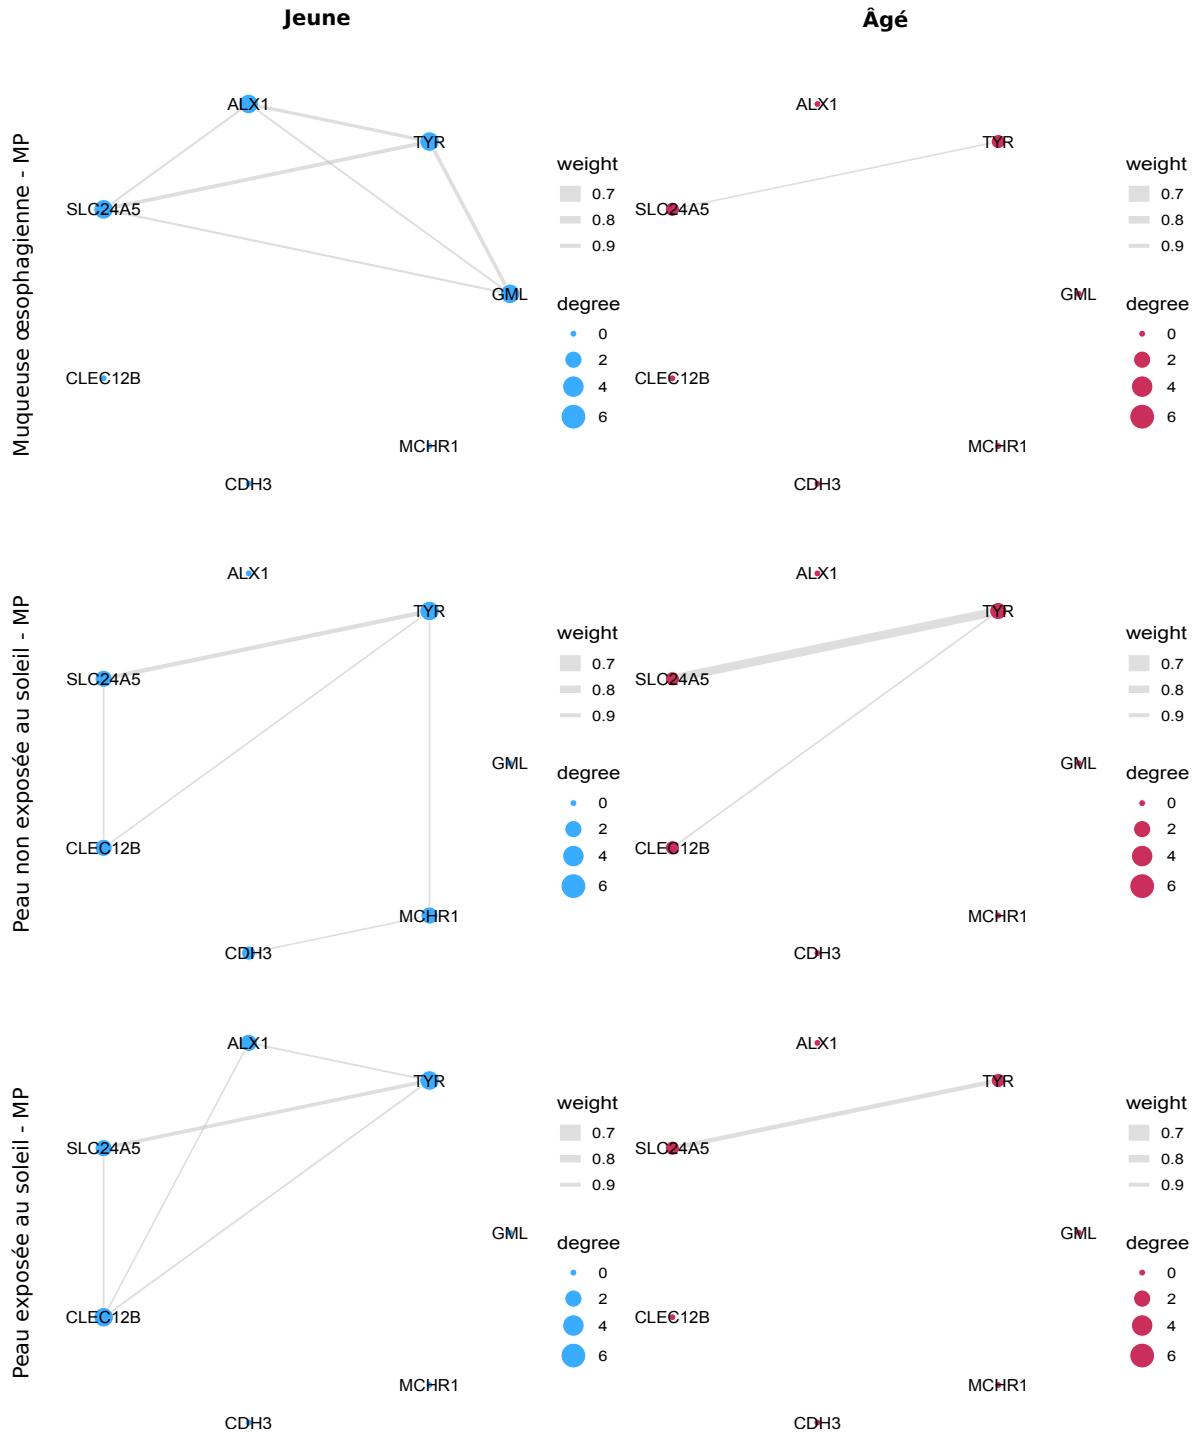 Jeune
Âgé
Muqueuse œsophagienne - MP
ALX1
TYR
SLC24A5
GML
CLEC12B
MCHR1
CDH3
weight
0.7
0.8
0.9
degree
0
2
4
6
ALX1
TYR
SLC24A5
GML
CLEC12B
MCHR1
CDH3
weight
0.7
0.8
0.9
degree
0
2
4
6
Peau non exposée au soleil - MP
ALX1
TYR
SLC24A5
GML
CLEC12B
MCHR1
CDH3
weight
0.7
0.8
0.9
degree
0
2
4
6
ALX1
TYR
SLC24A5
GML
CLEC12B
MCHR1
CDH3
weight
0.7
0.8
0.9
degree
0
2
4
6
Peau exposée au soleil - MP
ALX1
TYR
SLC24A5
GML
CLEC12B
MCHR1
CDH3
weight
0.7
0.8
0.9
degree
0
2
4
6
ALX1
TYR
SLC24A5
GML
CLEC12B
MCHR1
CDH3
weight
0.7
0.8
0.9
degree
0
2
4
6